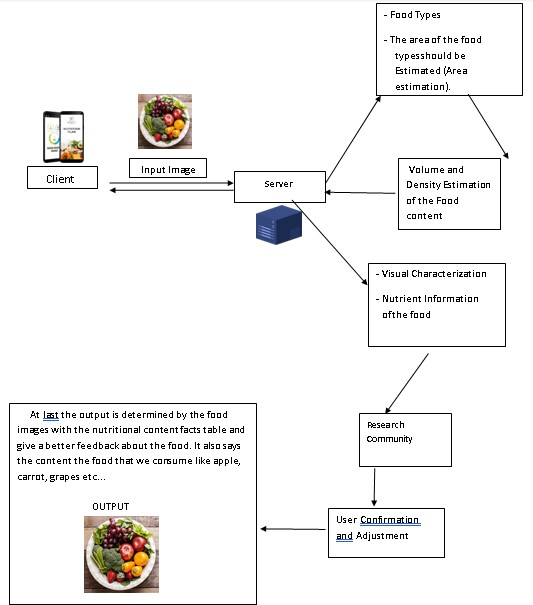 - Food Types
- The area of the food
typesshould be
Estimated (Area
estimation).
Client
Input Image
Server
Volume and
Density Estimation
of the Food
content
- Visual Characterization
- Nutrient Information
of the food
Research
Community
User Confirmation
and Adjustment
At last the output is determined by the food
images with the nutritional content facts table and
give a better feedback about the food. It also says
the content the food that we consume like apple,
carrot, grapes etc...
OUTPUT